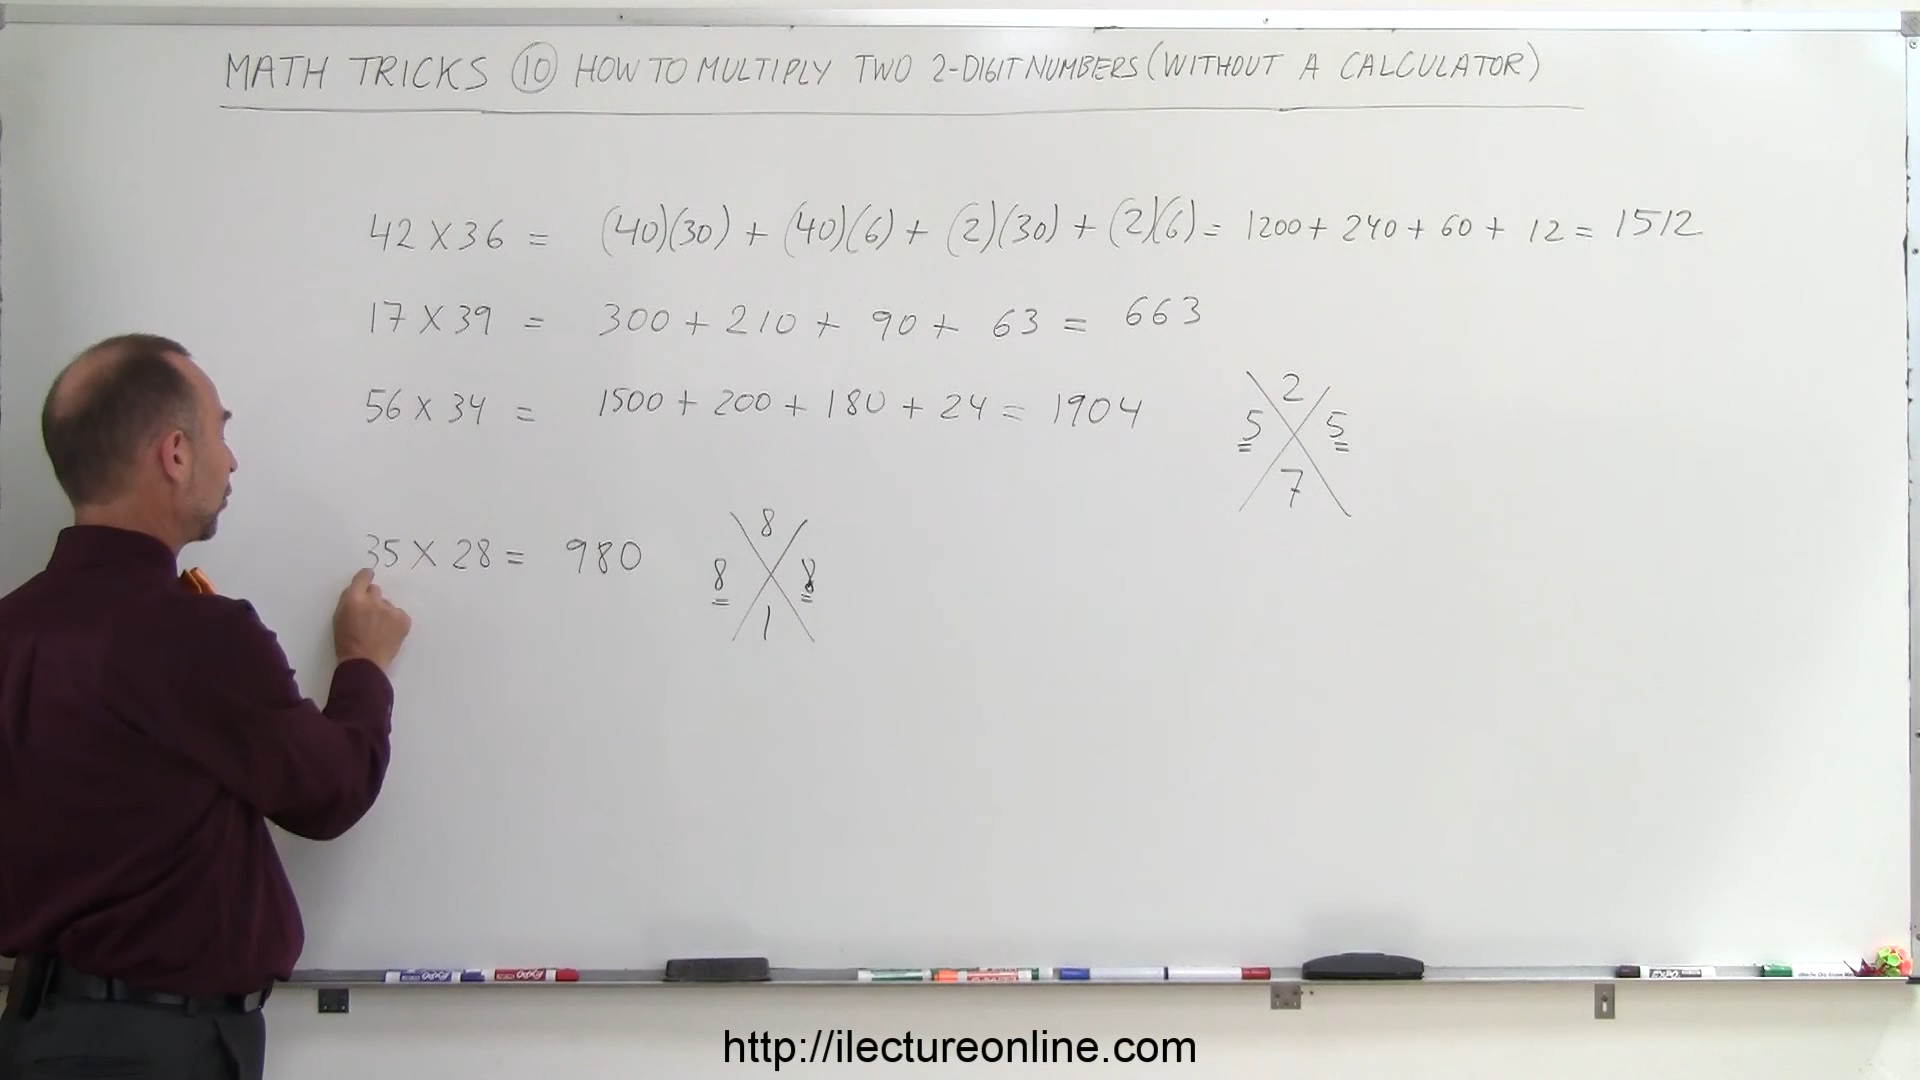 MATH TRICKS 10 HOW TO MULTIPLY TWO 2-DIGIT NUMBERS (WITHOUT A CALCULATOR)
42 X 36 = (40)(30) + (40)(6) + (2)(30) + (2)(6) = 1200 + 240 + 60 + 12 = 1512
17 X 39 = 300 + 210 + 90 + 63 = 663
56 X 34 = 1500 + 200 + 180 + 24 = 1904
2
5 5
7
35 X 28 = 980
8
8 8
1
http://ilectureonline.com